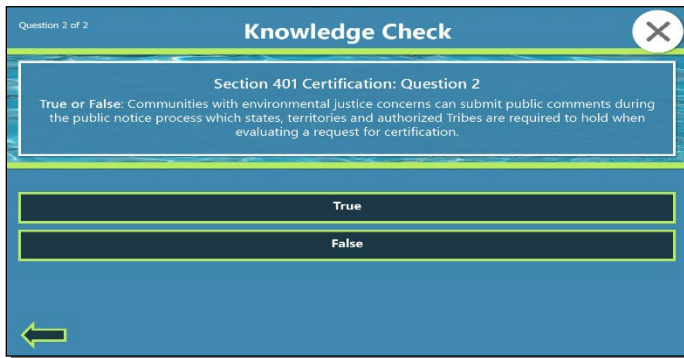 Question 2 of 2
Knowledge Check
Section 401 Certification: Question 2
True or False: Communities with environmental justice concerns can submit public comments during
the public notice process which states, territories and authorized Tribes are required to hold when
evaluating a request for certification.
True
False